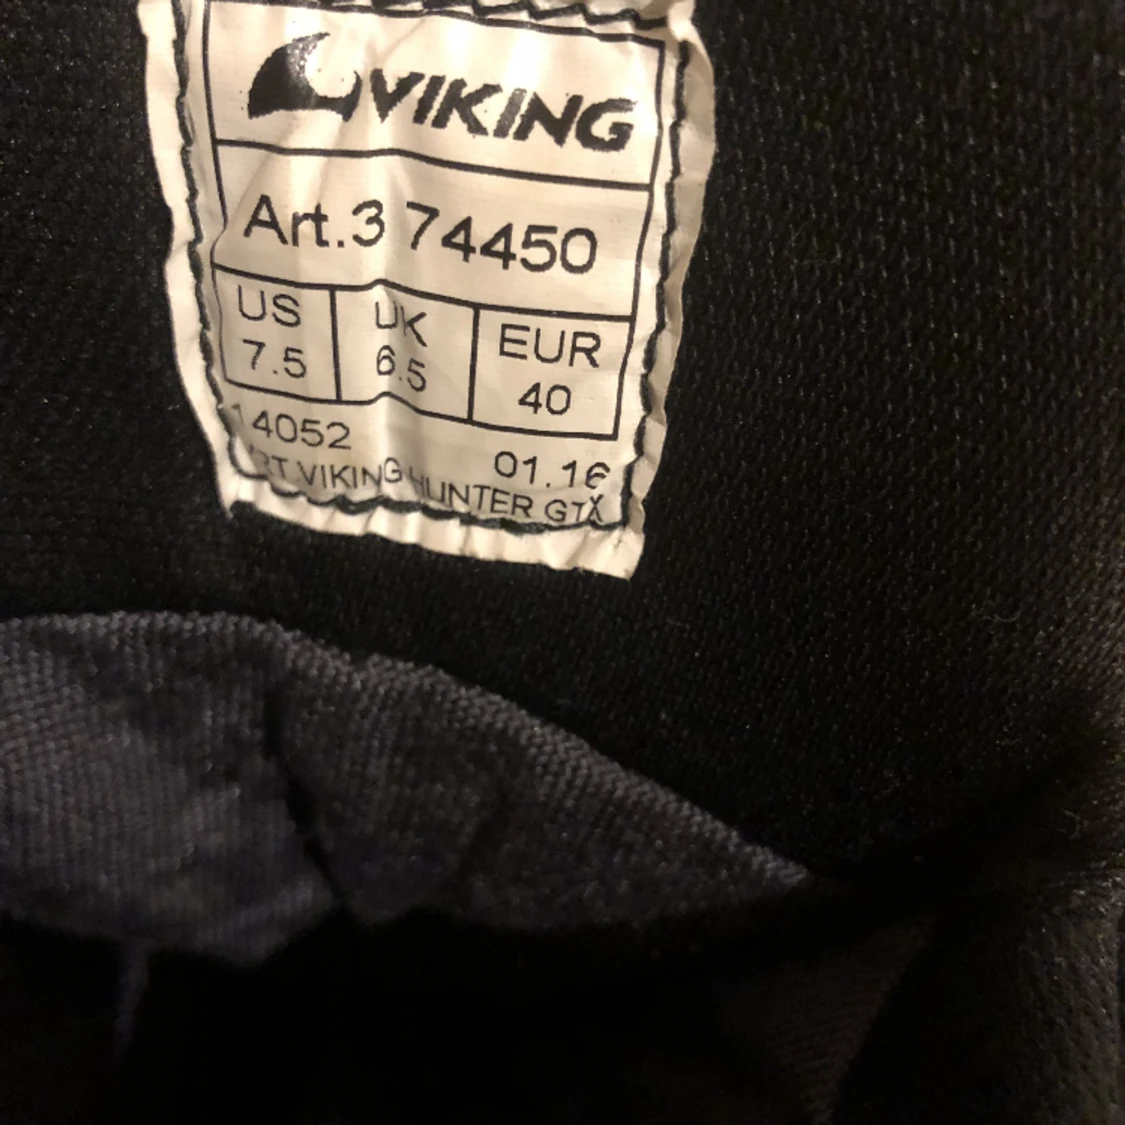 VIKING
Art.3 74450
US UK EUR
7.5 6.5 40
14052 01.16
VIKING HUNTER GTX